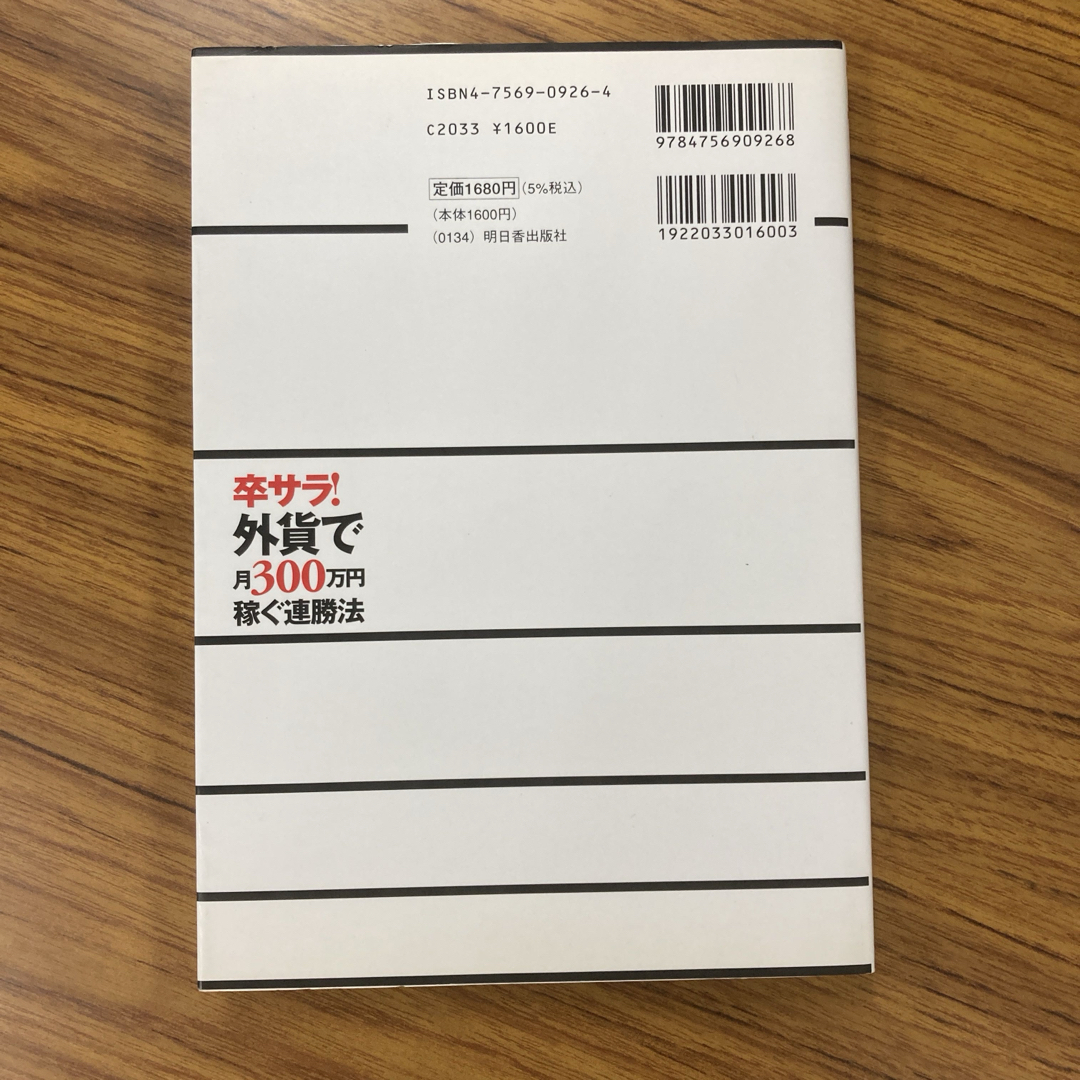 ISBN4-7569-0926-4
C2033 ¥1600E
9784756909268
定価1680円(5%税込)
(本体1600円)
(0134) 明日香出版社
1922033016003
卒サラ!
外貨で
月300万円
稼ぐ連勝法